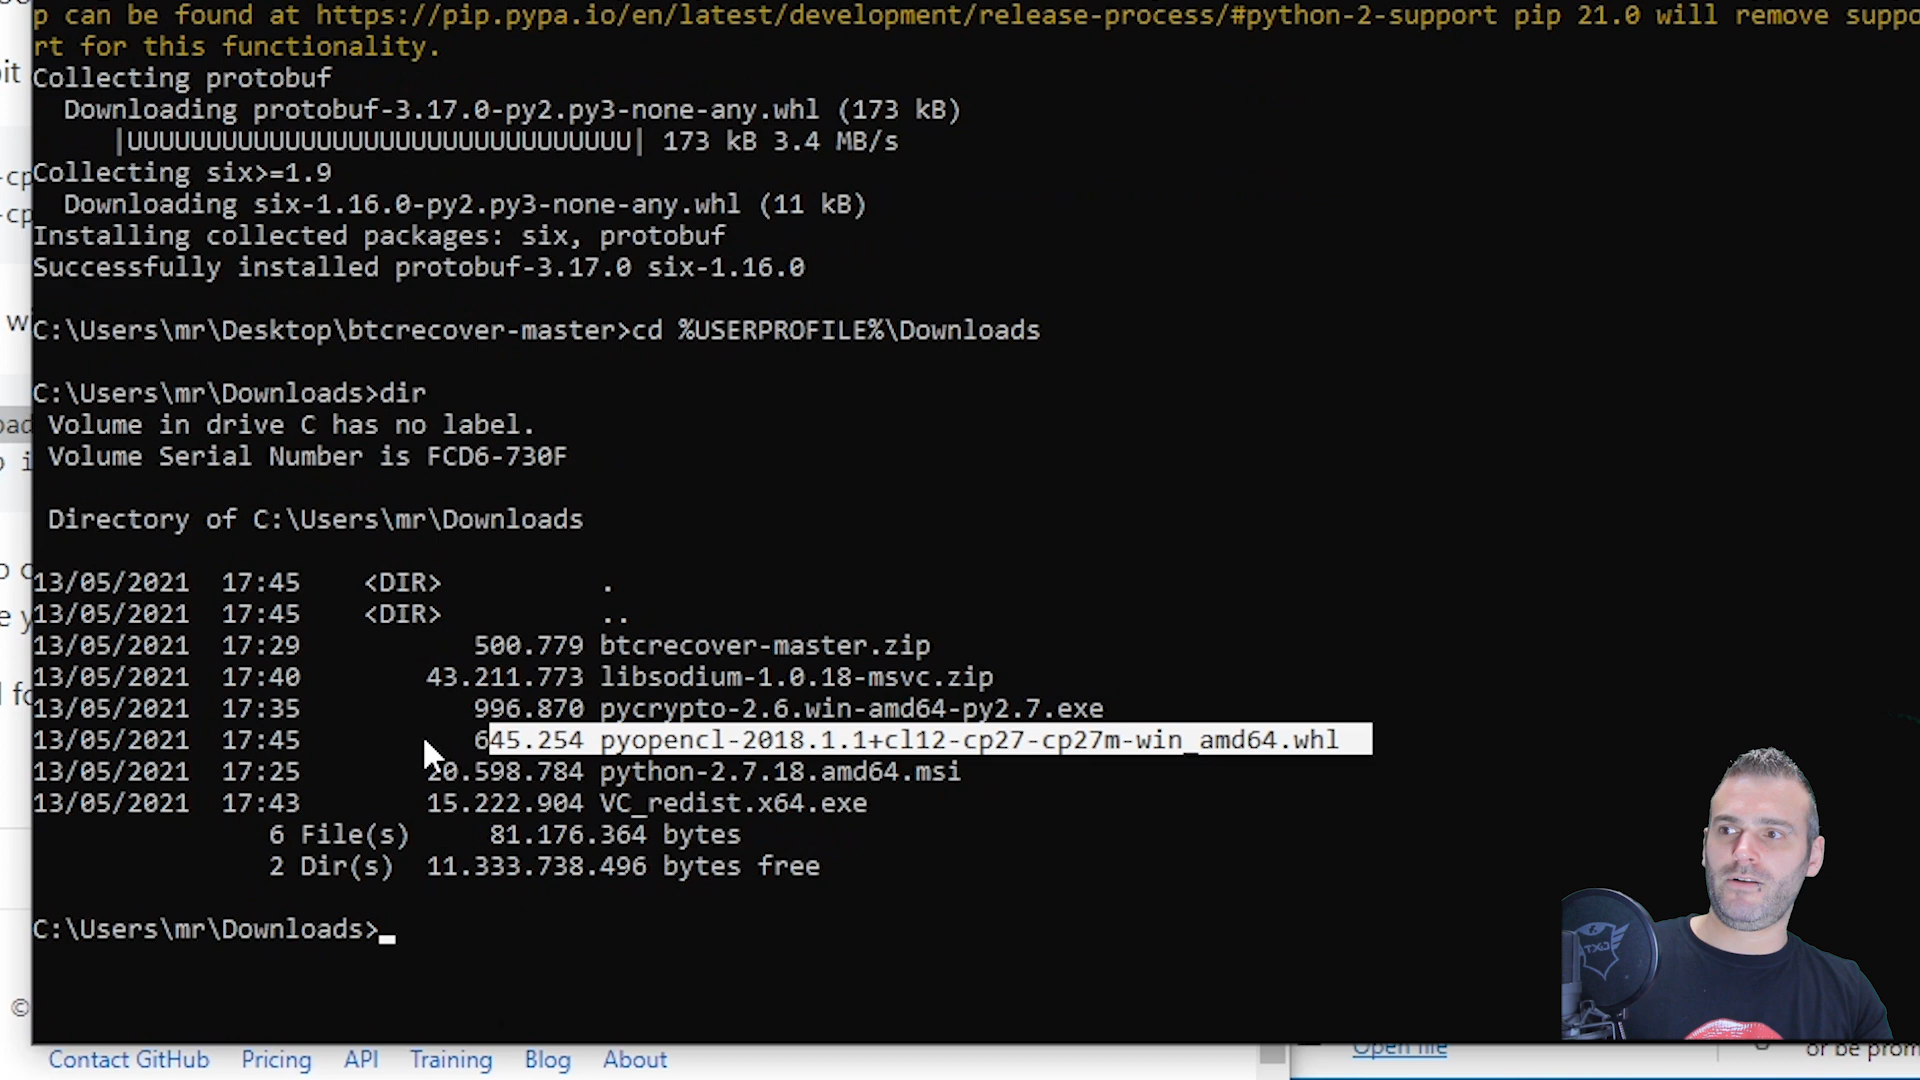 p can be found at https://pip.pypa.io/en/latest/development/release-process/#python-2-support pip 21.0 will remove suppo
rt for this functionality.
Collecting protobuf
Downloading protobuf-3.17.0-py2.py3-none-any.whl (173 kB)
|UUUUUUUUUUUUUUUUUUUUUUUUUUUUUUUU| 173 kB 3.4 MB/s
Collecting six>=1.9
Downloading six-1.16.0-py2.py3-none-any.whl (11 kB)
Installing collected packages: six, protobuf
Successfully installed protobuf-3.17.0 six-1.16.0
C:\Users\mr\Desktop\btcrecover-master>cd %USERPROFILE%\Downloads
C:\Users\mr\Downloads>dir
Volume in drive C has no label.
Volume Serial Number is FCD6-730F
Directory of C:\Users\mr\Downloads
13/05/2021 17:45 <DIR> .
13/05/2021 17:45 <DIR> ..
13/05/2021 17:29 500.779 btcrecover-master.zip
13/05/2021 17:40 43.211.773 libsodium-1.0.18-msvc.zip
13/05/2021 17:35 996.870 pycrypto-2.6.win-amd64-py2.7.exe
13/05/2021 17:45 645.254 pyopencl-2018.1.1+cl12-cp27-cp27m-win_amd64.whl
13/05/2021 17:25 20.598.784 python-2.7.18.amd64.msi
13/05/2021 17:43 15.222.904 VC_redist.x64.exe
6 File(s) 81.176.364 bytes
2 Dir(s) 11.333.738.496 bytes free
C:\Users\mr\Downloads>
©
Contact GitHub Pricing API Training Blog About
Open file
or be prom